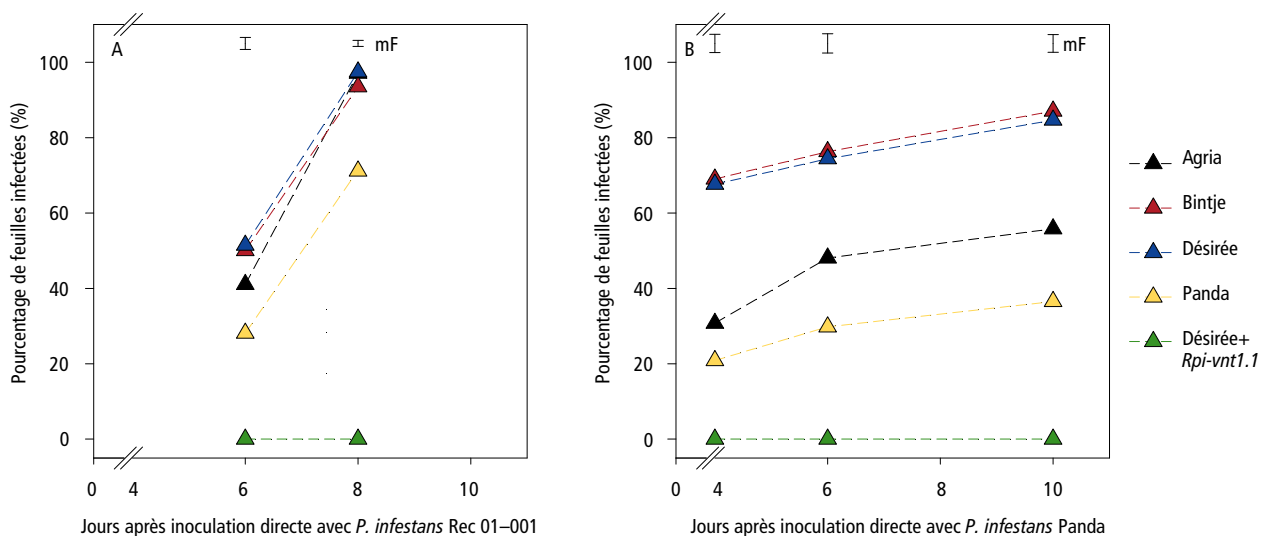 A
mF
100
80
60
40
20
0
Pourcentage de feuilles infectées (%)
0 4 6 8 10
Jours après inoculation directe avec P. infestans Rec 01–001
B
mF
100
80
60
40
20
0
Pourcentage de feuilles infectées (%)
0 4 6 8 10
Jours après inoculation directe avec P. infestans Panda
Agria
Bintje
Désirée
Panda
Désirée+
Rpi-vnt1.1